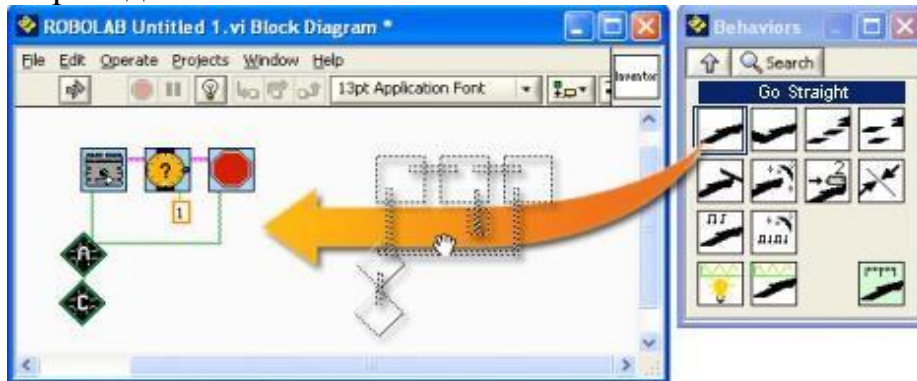 ROBOLAB Untitled 1.vi Block Diagram *
File Edit Operate Projects Window Help
13pt Application Font
Inventor
?
1
A
C
Behaviors
Search
Go Straight
2